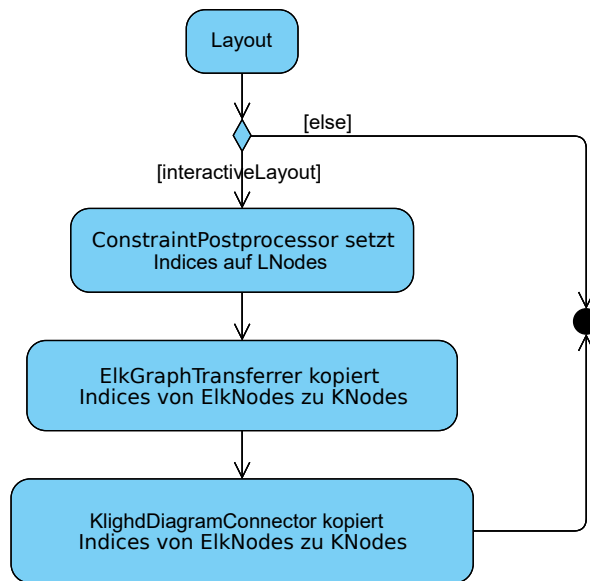 Layout
[else]
[interactiveLayout]
ConstraintPostprocessor setzt
Indices auf LNodes
ElkGraphTransferrer kopiert
Indices von ElkNodes zu KNodes
KlighdDiagramConnector kopiert
Indices von ElkNodes zu KNodes